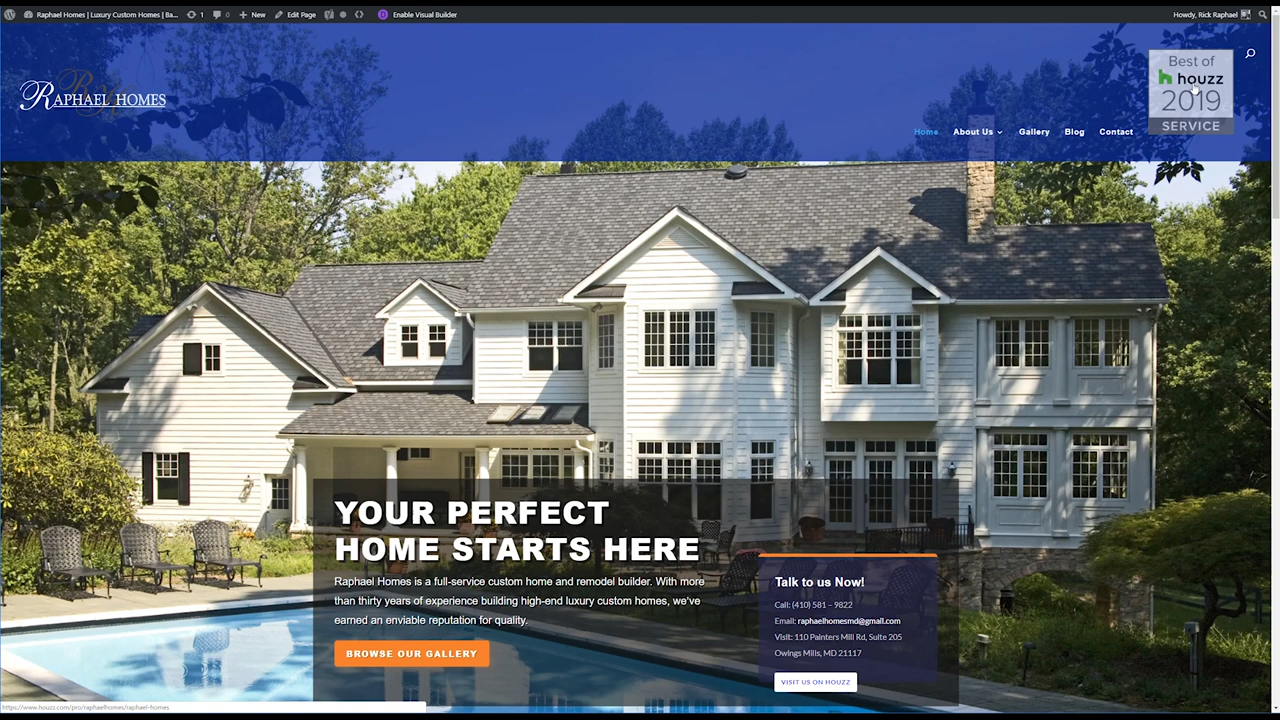 Raphael Homes | Luxury Custom Homes | Ba...
1
0
New
Edit Page
Enable Visual Builder
Howdy, Rick Raphael
RAPHAEL HOMES
Home
About Us
Gallery
Blog
Contact
Best of
houzz
2019
SERVICE
YOUR PERFECT
HOME STARTS HERE
Raphael Homes is a full-service custom home and remodel builder. With more
than thirty years of experience building high-end luxury custom homes, we've
earned an enviable reputation for quality.
BROWSE OUR GALLERY
Talk to us Now!
Call: (410) 581 – 9822
Email: raphaelhomesmd@gmail.com
Visit: 110 Painters Mill Rd, Suite 205
Owings Mills, MD 21117
VISIT US ON HOUZZ
https://www.houzz.com/pro/raphaelhomes/raphael-homes